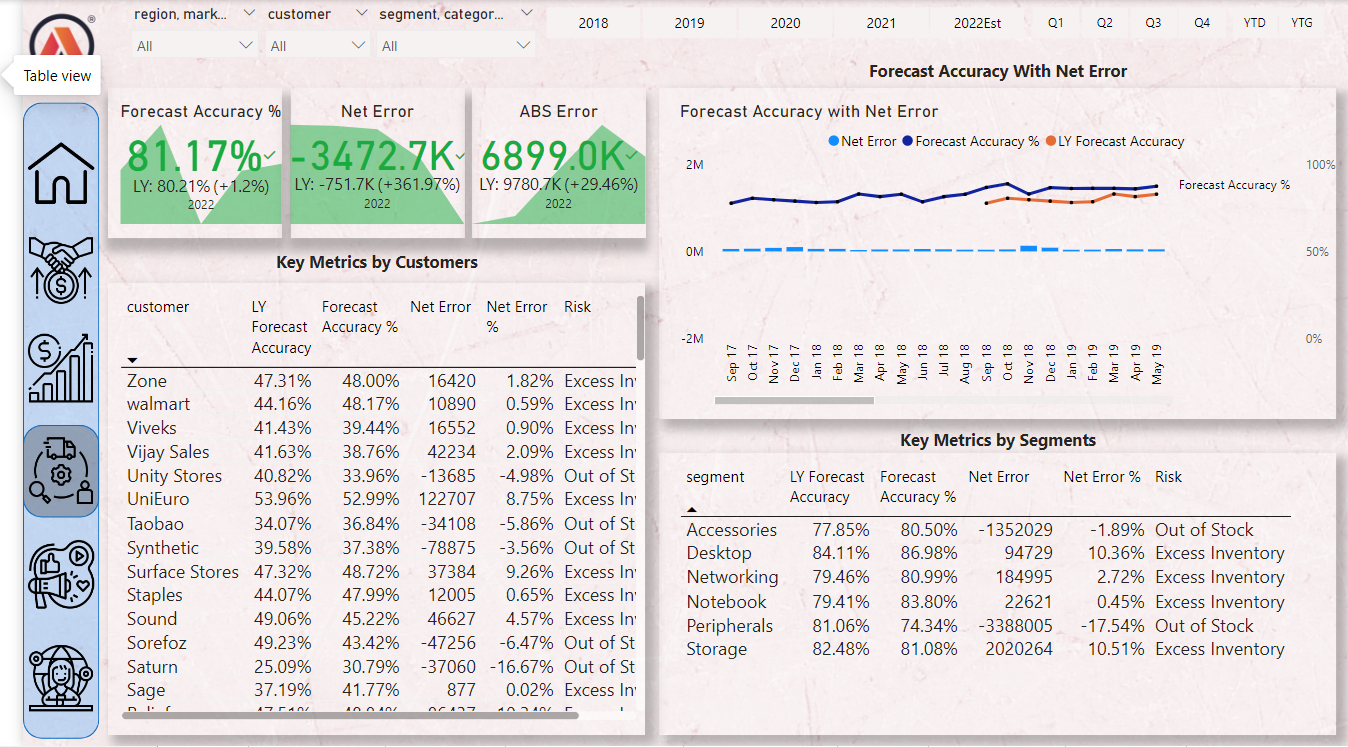 region, mark...
customer
segment, categor...
All
All
All
2018
2019
2020
2021
2022Est
Q1
Q2
Q3
Q4
YTD
YTG
®
Table view
Forecast Accuracy %
81.17%
LY: 80.21% (+1.2%)
2022
Net Error
-3472.7K
LY: -751.7K (+361.97%)
2022
ABS Error
6899.0K
LY: 9780.7K (+29.46%)
2022
Forecast Accuracy With Net Error
Forecast Accuracy with Net Error
Net Error Forecast Accuracy % LY Forecast Accuracy
2M
0M
-2M
100%
50%
0%
Forecast Accuracy %
Sep 17
Oct 17
Nov 17
Dec 17
Jan 18
Feb 18
Mar 18
Apr 18
May 18
Jun 18
Jul 18
Aug 18
Sep 18
Oct 18
Nov 18
Dec 18
Jan 19
Feb 19
Mar 19
Apr 19
May 19
Key Metrics by Customers
customer LY Forecast Accuracy Forecast Accuracy % Net Error Net Error % Risk
Zone 47.31% 48.00% 16420 1.82% Excess In
walmart 44.16% 48.17% 10890 0.59% Excess In
Viveks 41.43% 39.44% 16552 0.90% Excess In
Vijay Sales 41.63% 38.76% 42234 2.09% Excess In
Unity Stores 40.82% 33.96% -13685 -4.98% Out of St
UniEuro 53.96% 52.99% 122707 8.75% Excess In
Taobao 34.07% 36.84% -34108 -5.86% Out of St
Synthetic 39.58% 37.38% -78875 -3.56% Out of St
Surface Stores 47.32% 48.72% 37384 9.26% Excess In
Staples 44.07% 47.99% 12005 0.65% Excess In
Sound 49.06% 45.22% 46627 4.57% Excess In
Sorefoz 49.23% 43.42% -47256 -6.47% Out of St
Saturn 25.09% 30.79% -37060 -16.67% Out of St
Sage 37.19% 41.77% 877 0.02% Excess In
Key Metrics by Segments
segment LY Forecast Accuracy Forecast Accuracy % Net Error Net Error % Risk
Accessories 77.85% 80.50% -1352029 -1.89% Out of Stock
Desktop 84.11% 86.98% 94729 10.36% Excess Inventory
Networking 79.46% 80.99% 184995 2.72% Excess Inventory
Notebook 79.41% 83.80% 22621 0.45% Excess Inventory
Peripherals 81.06% 74.34% -3388005 -17.54% Out of Stock
Storage 82.48% 81.08% 2020264 10.51% Excess Inventory